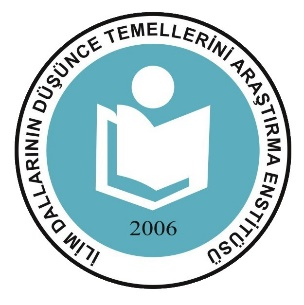 İLİM DALLARININ DÜŞÜNCE TEMELLERİNİ ARAŞTIRMA ENSTİTÜSÜ
2006